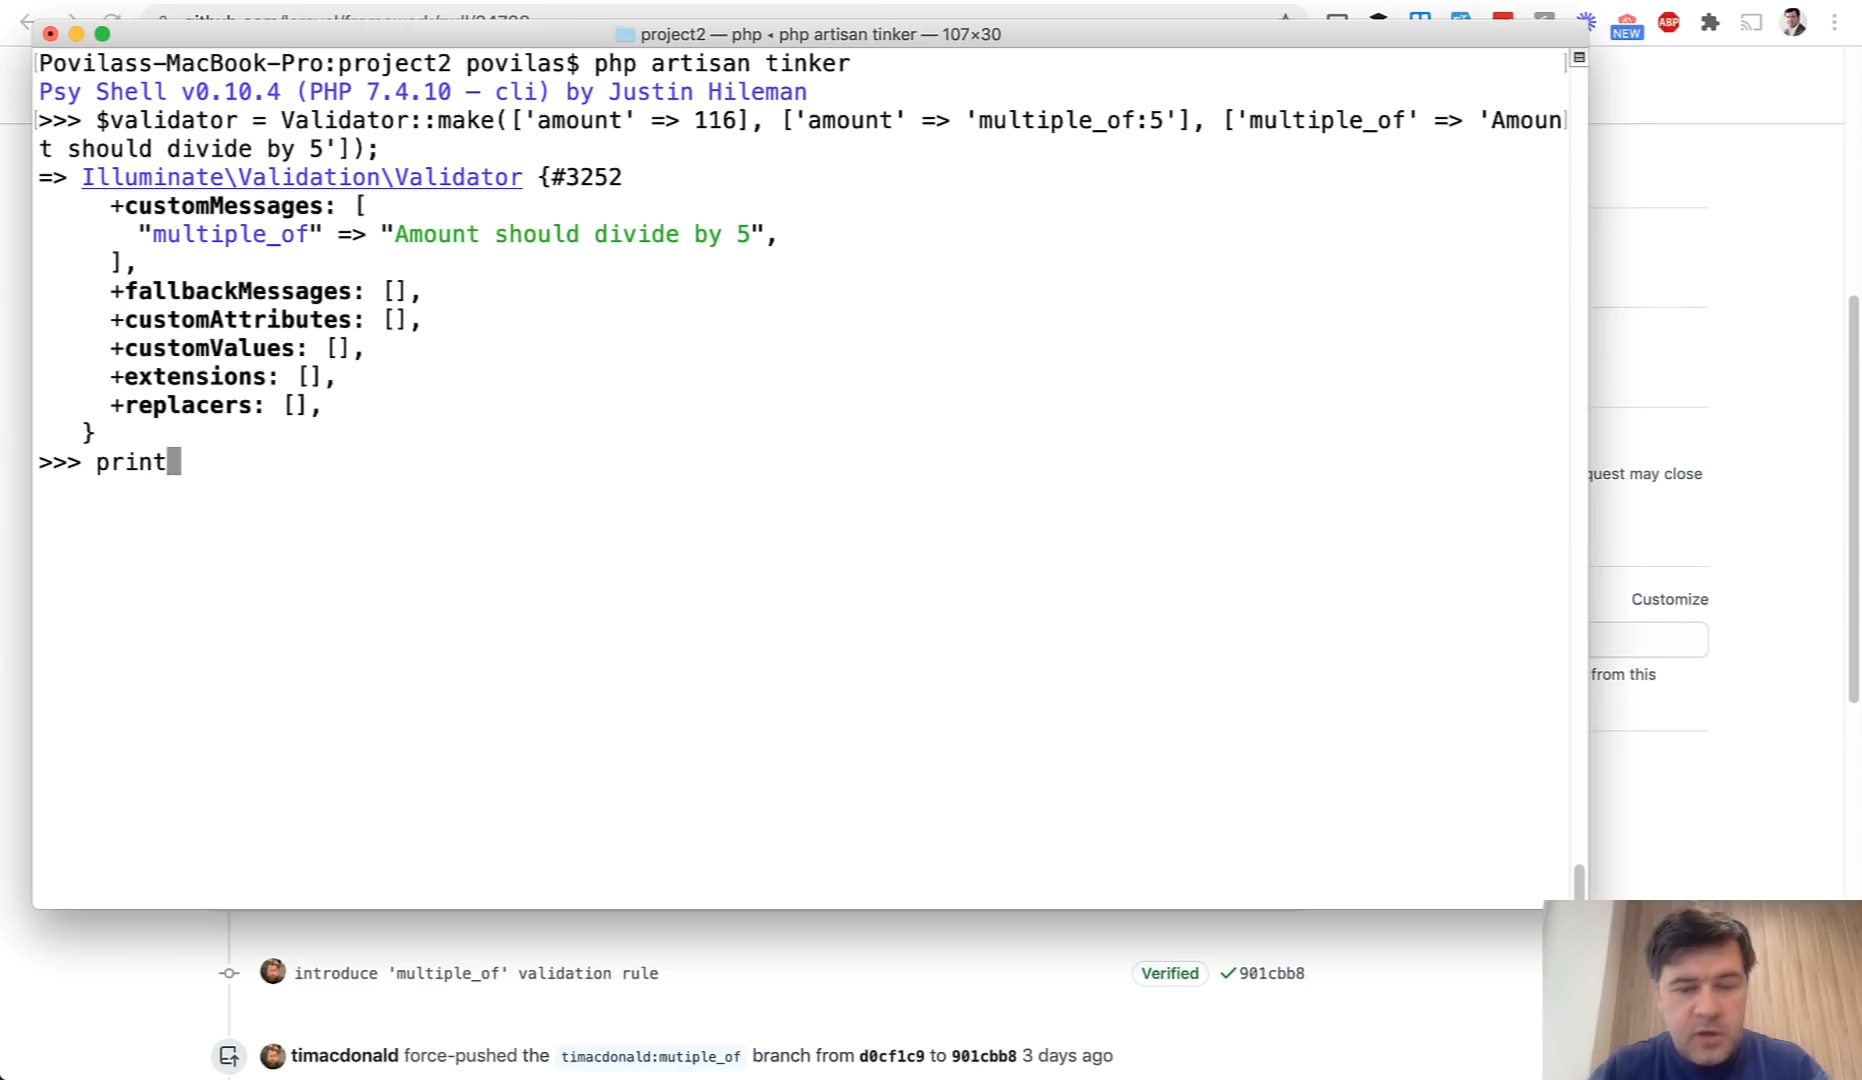 NEW
ABP
project2 — php ◂ php artisan tinker — 107×30
Povilass-MacBook-Pro:project2 povilas$ php artisan tinker
Psy Shell v0.10.4 (PHP 7.4.10 — cli) by Justin Hileman
>>> $validator = Validator::make(['amount' => 116], ['amount' => 'multiple_of:5'], ['multiple_of' => 'Amoun
t should divide by 5']);
=> Illuminate\Validation\Validator {#3252
+customMessages: [
"multiple_of" => "Amount should divide by 5",
],
+fallbackMessages: [],
+customAttributes: [],
+customValues: [],
+extensions: [],
+replacers: [],
}
>>> print
quest may close
Customize
from this
introduce 'multiple_of' validation rule
Verified
901cbb8
timacdonald force-pushed the timacdonald:mutiple_of branch from d0cf1c9 to 901cbb8 3 days ago